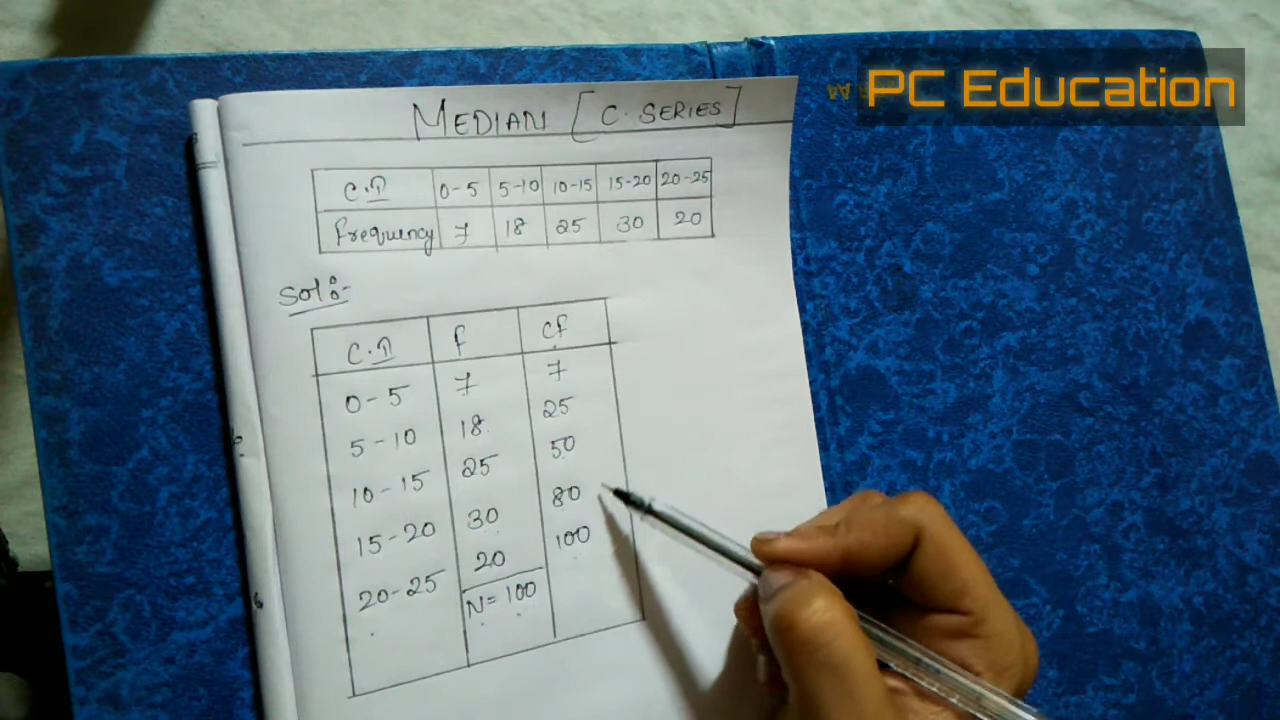 PC Education
MEDIAN [C. SERIES]
C.I 0-5 5-10 10-15 15-20 20-25
Frequency 7 18 25 30 20
Sol:-
C.I f cf
0-5 7 7
5-10 18 25
10-15 25 50
15-20 30 80
20-25 20 100
N=100